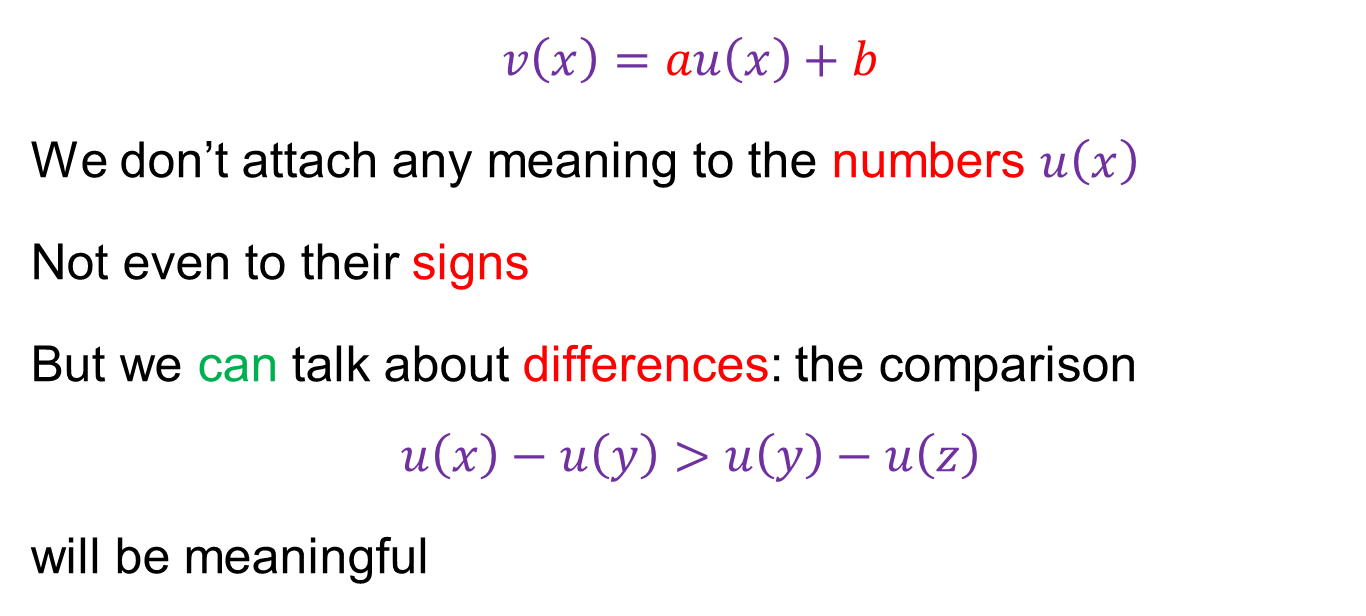 v(x) = au(x) + b
We don’t attach any meaning to the numbers u(x)
Not even to their signs
But we can talk about differences: the comparison
u(x) − u(y) > u(y) − u(z)
will be meaningful